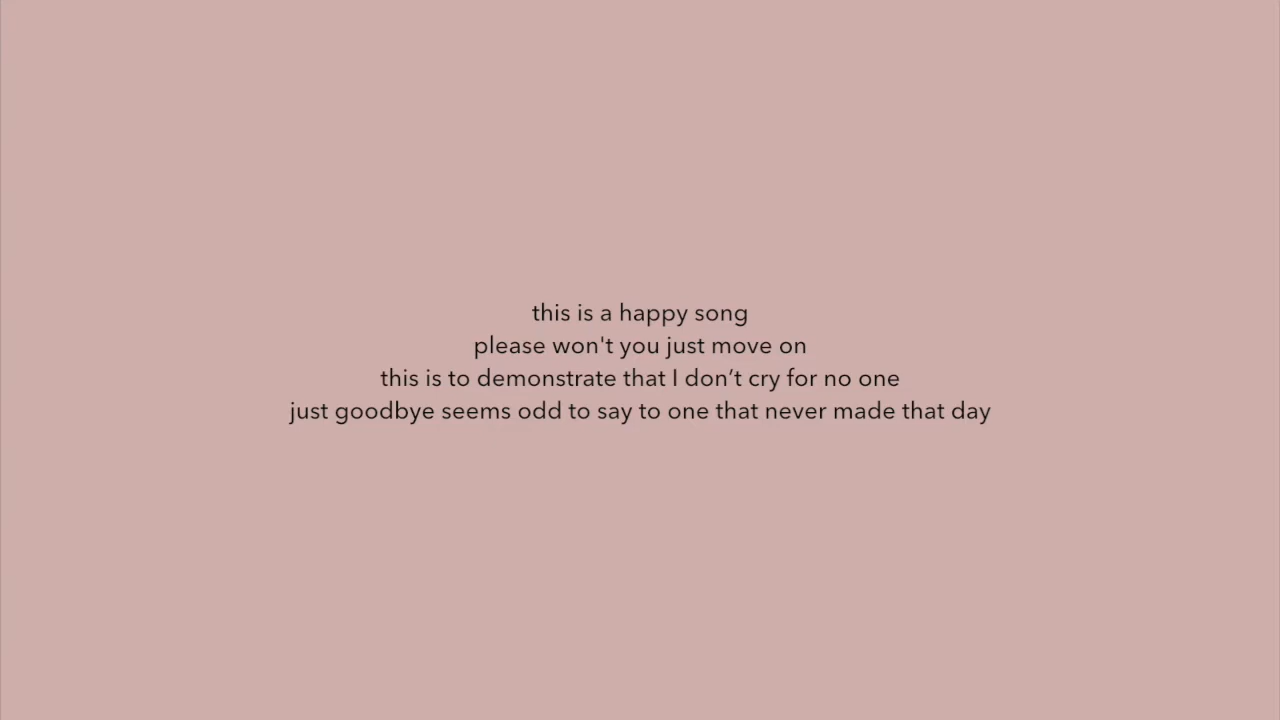 this is a happy song
please won't you just move on
this is to demonstrate that I don’t cry for no one
just goodbye seems odd to say to one that never made that day